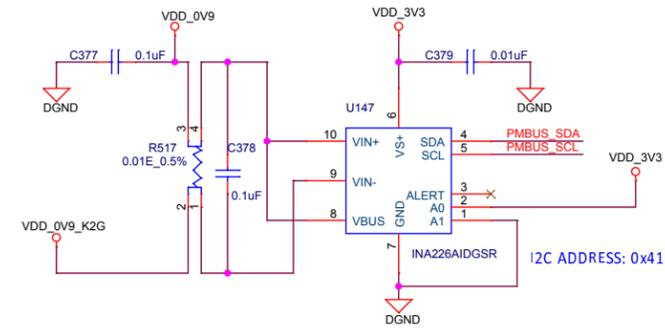 VDD_0V9
VDD_3V3
C377
0.1uF
C379
0.01uF
DGND
DGND
U147
6
3
4
10
VIN+
VS+
SDA
4
PMBUS_SDA
SCL
5
PMBUS_SCL
R517
0.01E_0.5%
C378
VDD_3V3
9
VIN-
0.1uF
ALERT
3
A0
2
8
VBUS
GND
A1
1
2
1
VDD_0V9_K2G
7
INA226AIDGSR
I2C ADDRESS: 0x41
DGND